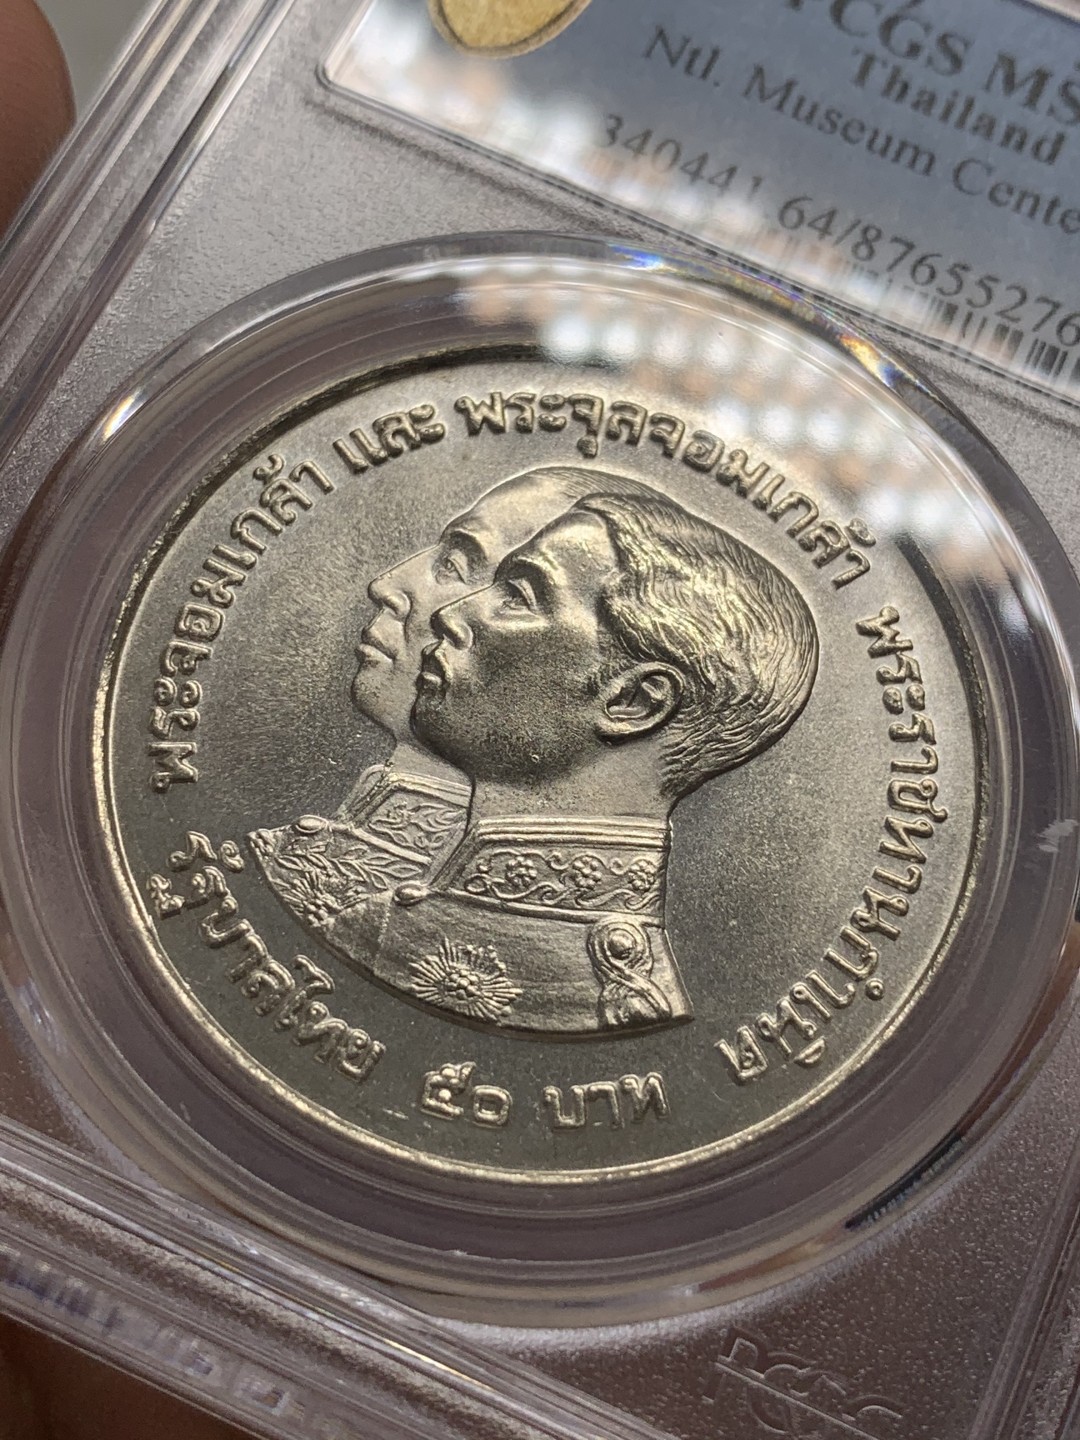 PCGS MS
Thailand
Ntl. Museum Cente
340441.64/87655276
พระจอมเกล้า และ พระจุลจอมเกล้า พระราชทานกำเนิด
รัฐบาลไทย ๕๐ บาท
PCGS